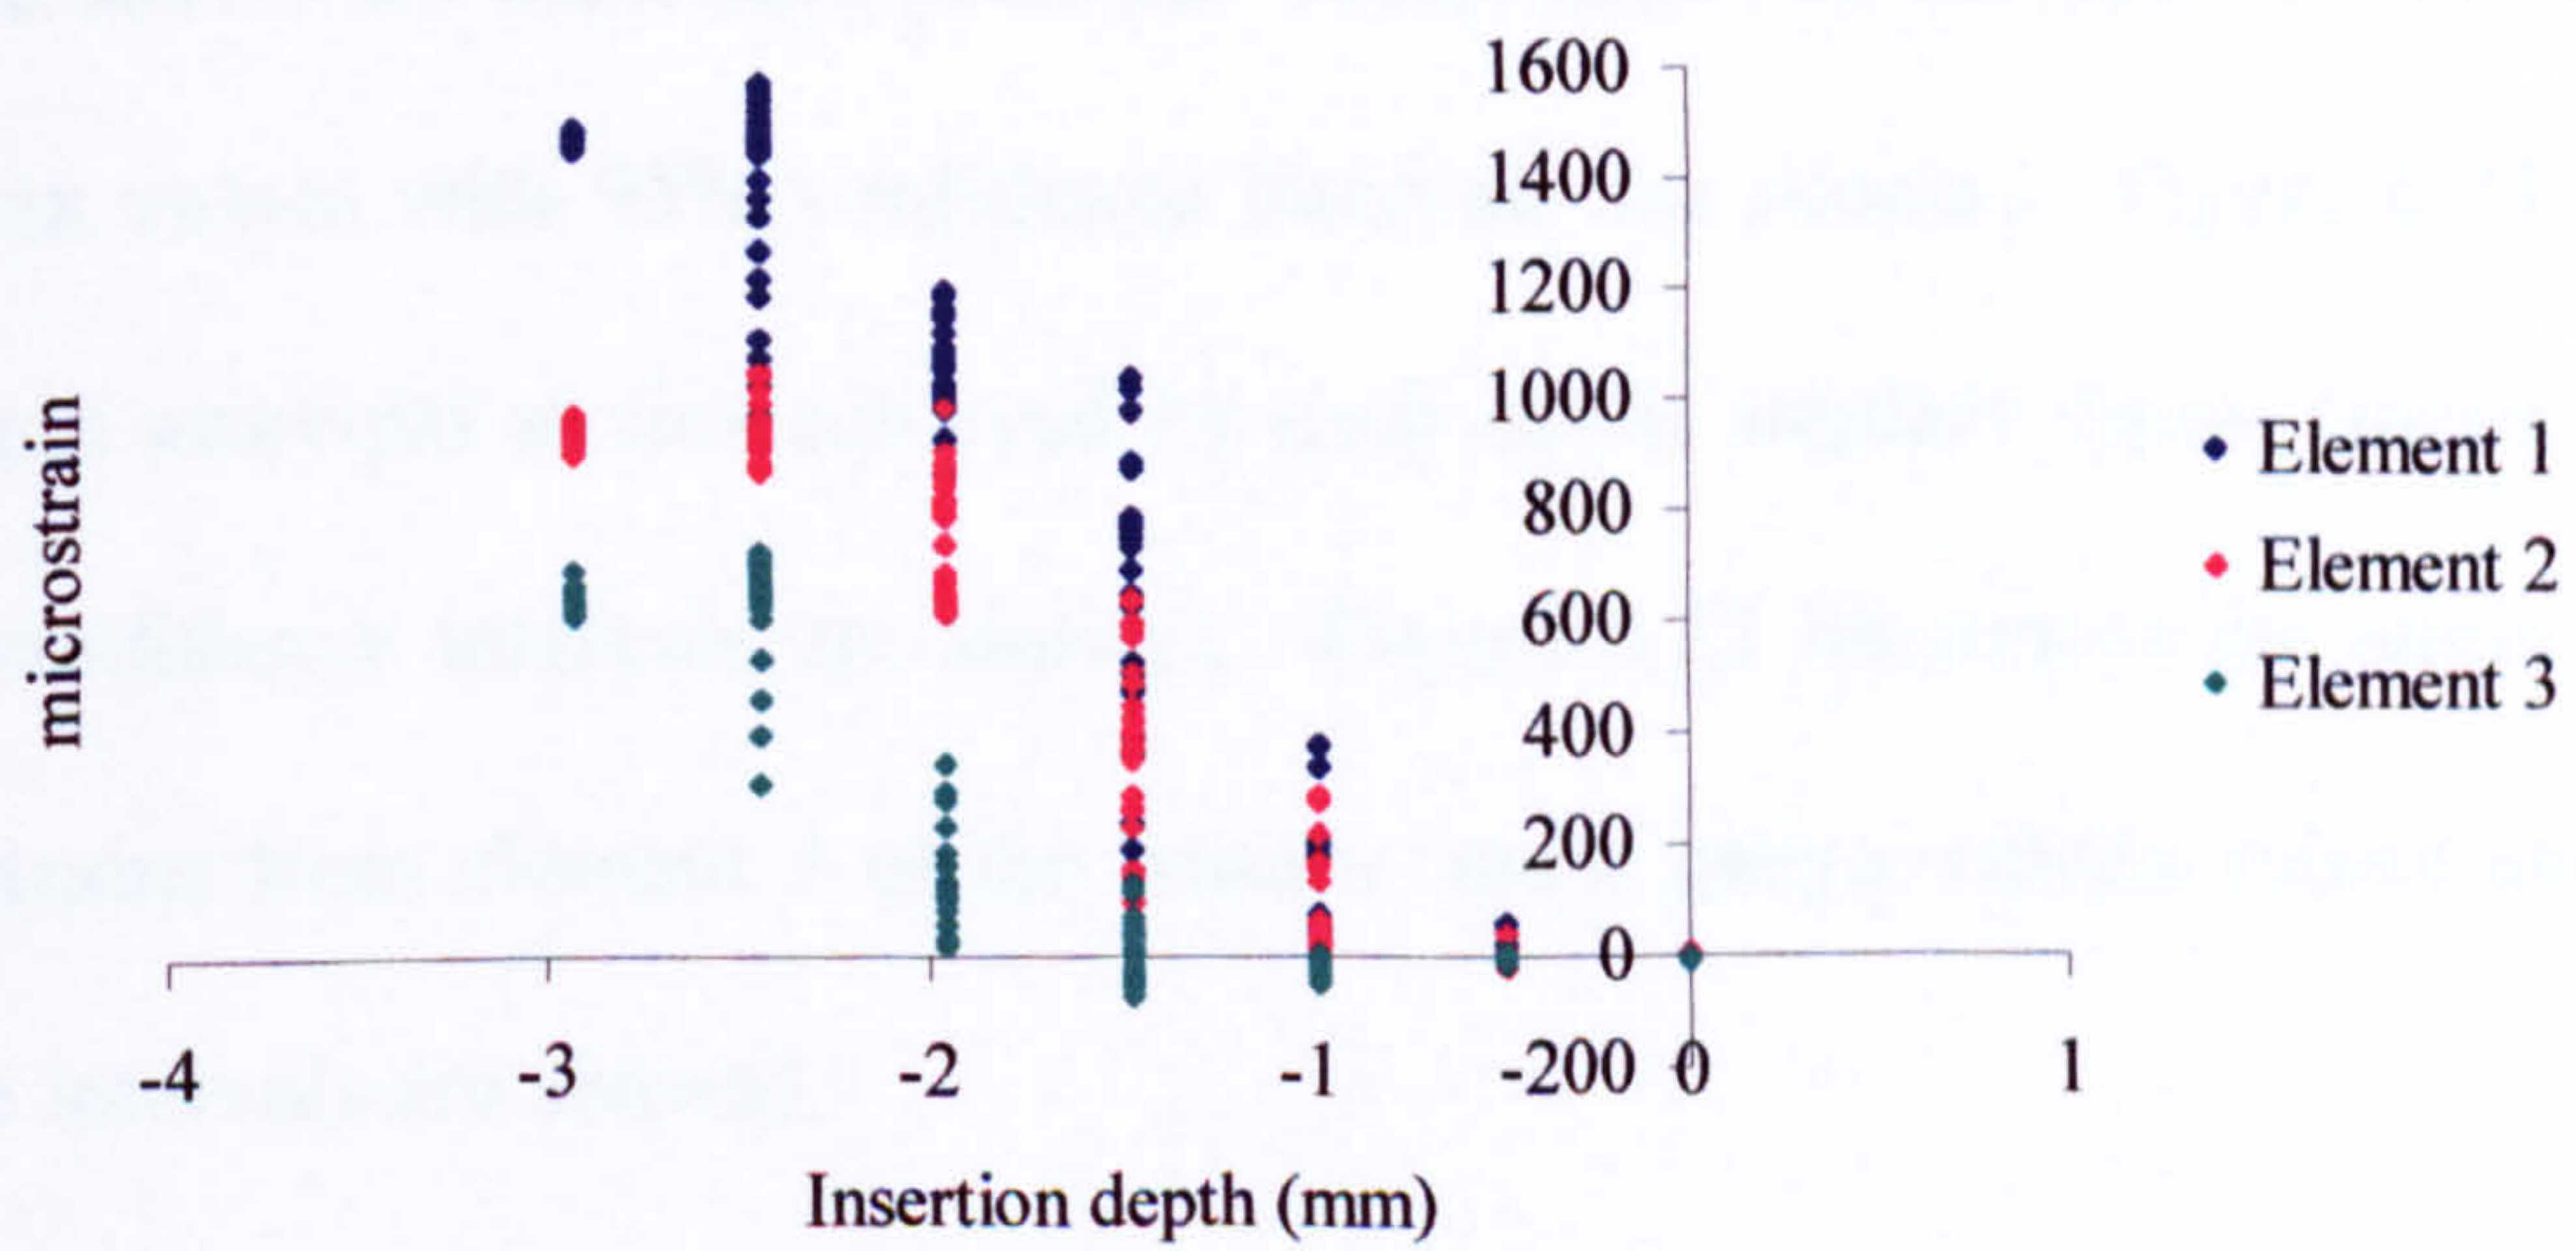 1600
1400
1200
1000
800
600
400
200
0
-200
microstrain
-4 -3 -2 -1 0 1
Insertion depth (mm)
Element 1
Element 2
Element 3